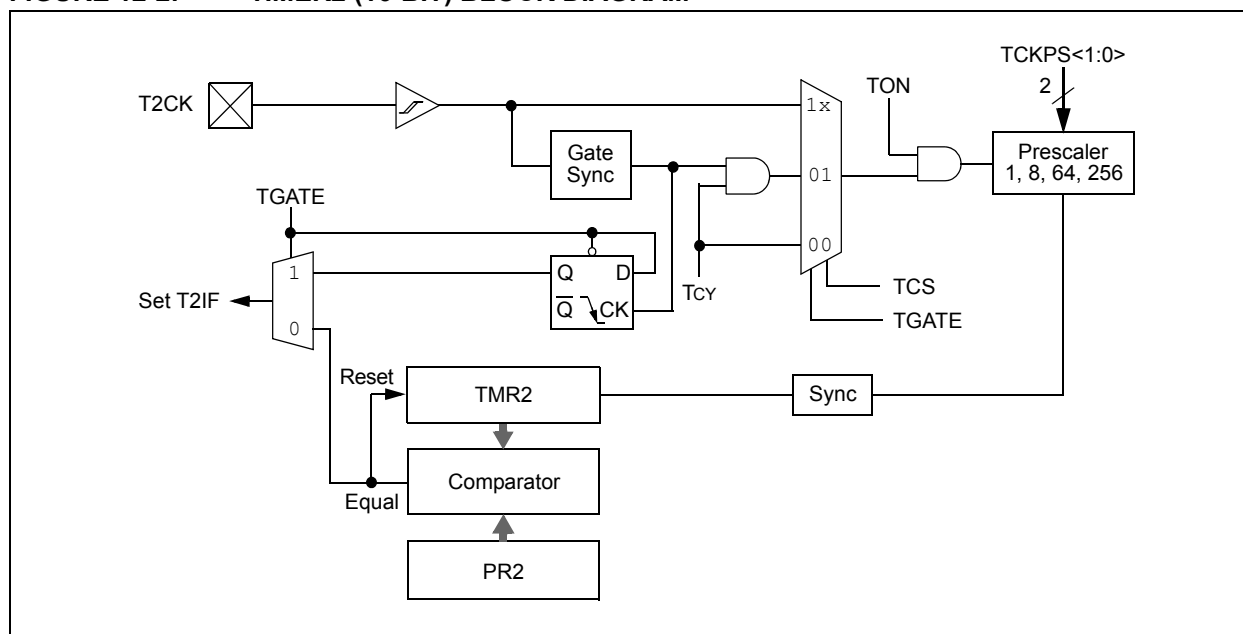 T2CK
TCKPS<1:0>
2
TON
1x
Gate
Sync
01
Prescaler
1, 8, 64, 256
TGATE
00
1
Q
D
TCY
TCS
Set T2IF
Q
CK
TGATE
0
Reset
TMR2
Sync
Comparator
Equal
PR2